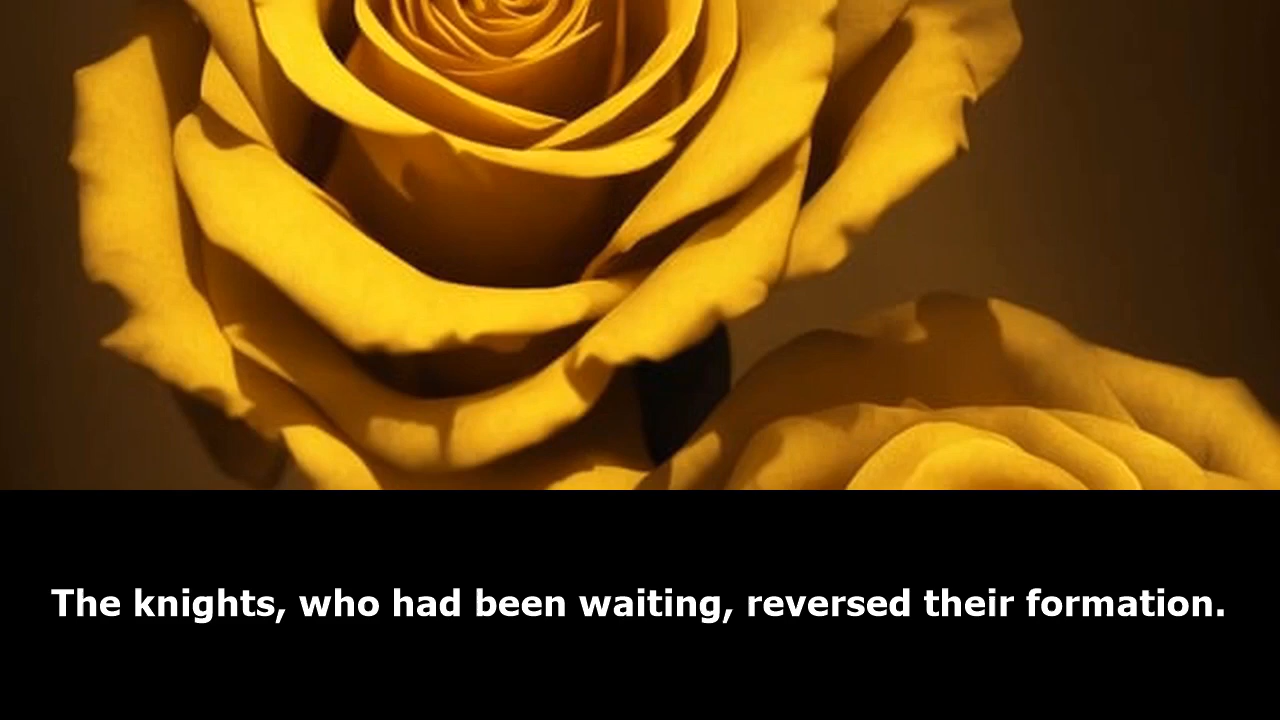 The knights, who had been waiting, reversed their formation.